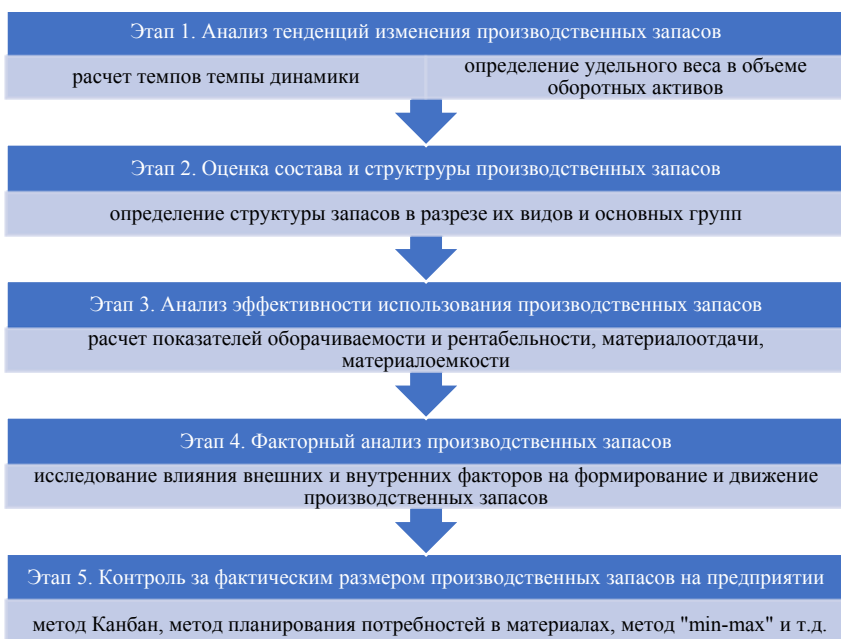 Этап 1. Анализ тенденций изменения производственных запасов
расчет темпов темпы динамики
определение удельного веса в объеме
оборотных активов
Этап 2. Оценка состава и структруры производственных запасов
определение структуры запасов в разрезе их видов и основных групп
Этап 3. Анализ эффективности использования производственных запасов
расчет показателей оборачиваемости и рентабельности, материалоотдачи,
материалоемкости
Этап 4. Факторный анализ производственных запасов
исследование влияния внешних и внутренних факторов на формирование и движение
производственных запасов
Этап 5. Контроль за фактическим размером производственных запасов на предприятии
метод Канбан, метод планирования потребностей в материалах, метод "min-max" и т.д.